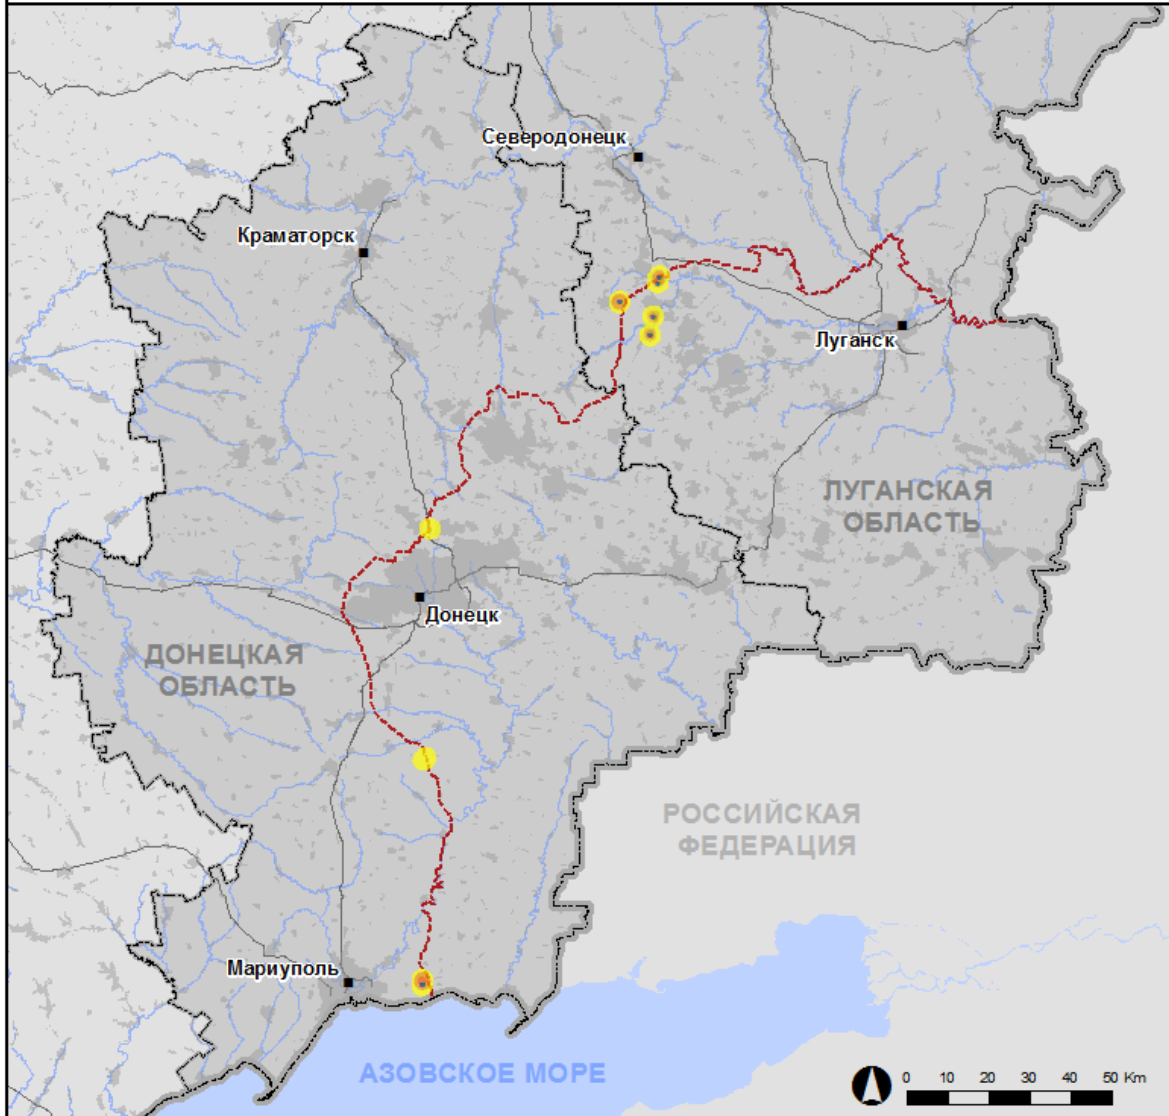 Северодонецк
Краматорск
Луганск
ЛУГАНСКАЯ
ОБЛАСТЬ
Донецк
ДОНЕЦКАЯ
ОБЛАСТЬ
РОССИЙСКАЯ
ФЕДЕРАЦИЯ
Мариуполь
АЗОВСКОЕ МОРЕ
0 10 20 30 40 50 Km